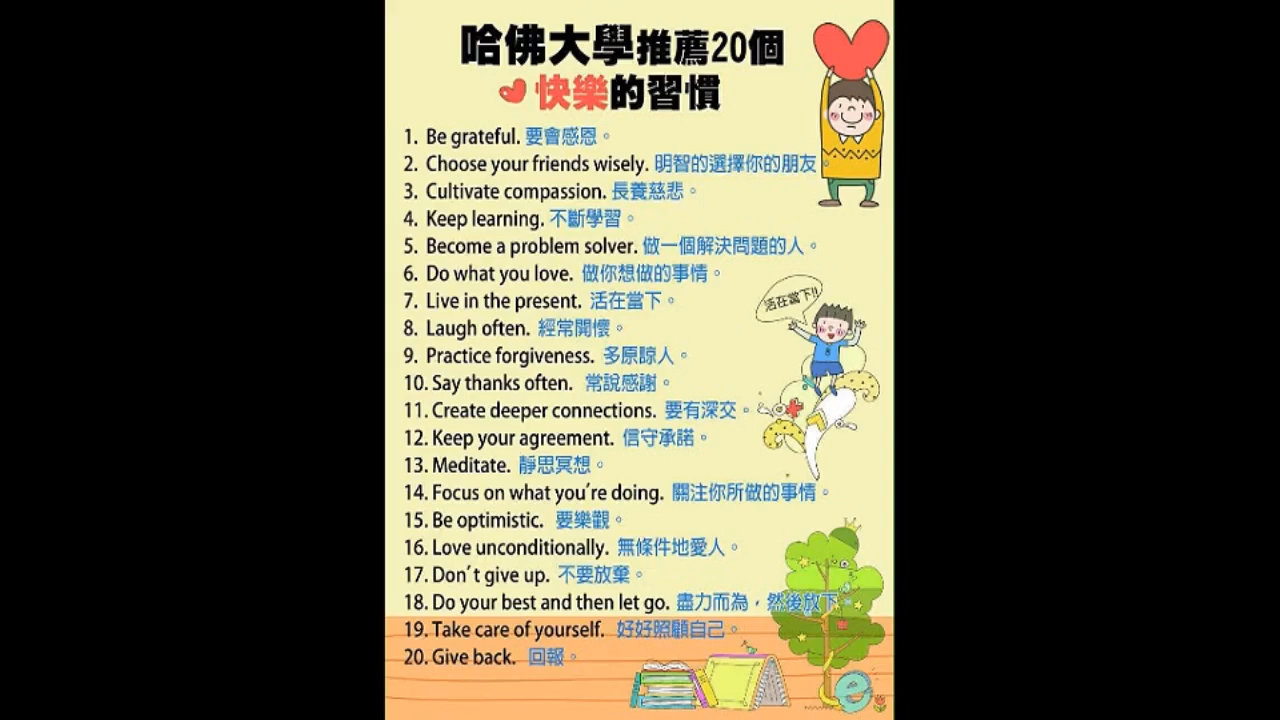 哈佛大學推薦20個
快樂的習慣
1. Be grateful. 要會感恩。
2. Choose your friends wisely. 明智的選擇你的朋友。
3. Cultivate compassion. 長養慈悲。
4. Keep learning. 不斷學習。
5. Become a problem solver. 做一個解決問題的人。
6. Do what you love. 做你想做的事情。
7. Live in the present. 活在當下。
活在當下!!
8. Laugh often. 經常開懷。
9. Practice forgiveness. 多原諒人。
10. Say thanks often. 常說感謝。
11. Create deeper connections. 要有深交。
12. Keep your agreement. 信守承諾。
13. Meditate. 靜思冥想。
14. Focus on what you're doing. 關注你所做的事情。
15. Be optimistic. 要樂觀。
16. Love unconditionally. 無條件地愛人。
17. Don't give up. 不要放棄。
18. Do your best and then let go. 盡力而為，然後放下。
19. Take care of yourself. 好好照顧自己。
20. Give back. 回報。